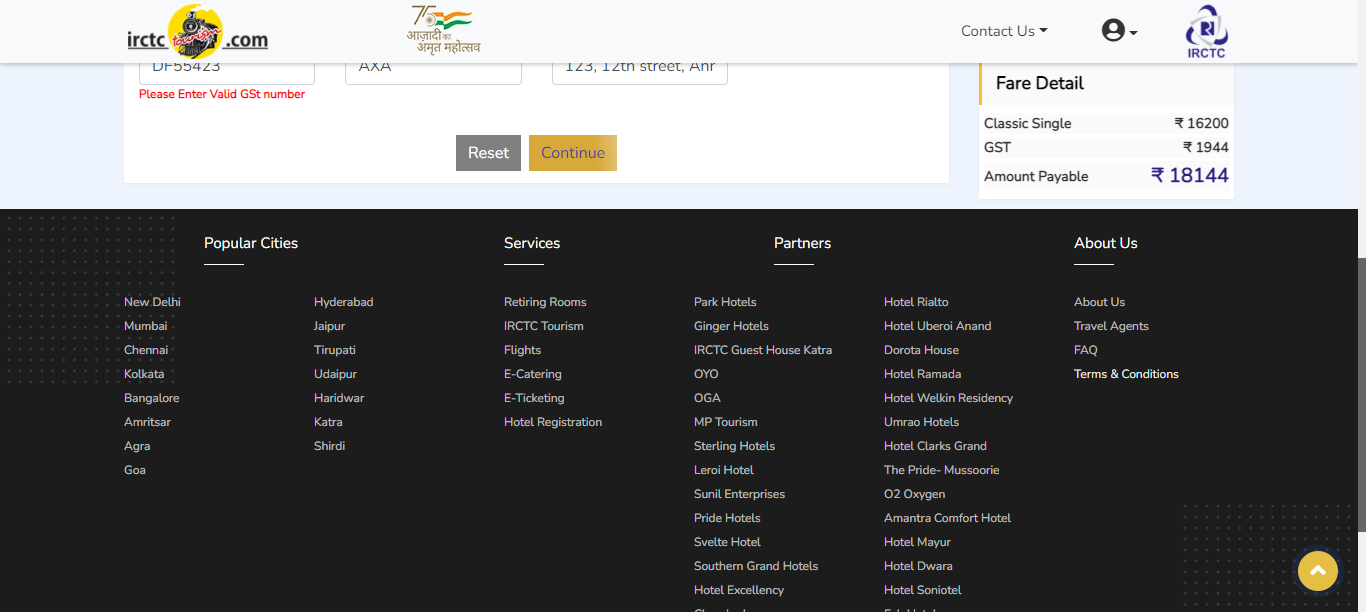 irctc tourism .com
75
आज़ादी का
अमृत महोत्सव
Contact Us
IRCTC
DF55423
AXA
123, 12th street, Anr
Please Enter Valid GSt number
Reset
Continue
Fare Detail
Classic Single ₹ 16200
GST ₹ 1944
Amount Payable ₹ 18144
Popular Cities
New Delhi
Mumbai
Chennai
Kolkata
Bangalore
Amritsar
Agra
Goa
Hyderabad
Jaipur
Tirupati
Udaipur
Haridwar
Katra
Shirdi
Services
Retiring Rooms
IRCTC Tourism
Flights
E-Catering
E-Ticketing
Hotel Registration
Partners
Park Hotels
Ginger Hotels
IRCTC Guest House Katra
OYO
OGA
MP Tourism
Sterling Hotels
Leroi Hotel
Sunil Enterprises
Pride Hotels
Svelte Hotel
Southern Grand Hotels
Hotel Excellency
Hotel Rialto
Hotel Uberoi Anand
Dorota House
Hotel Ramada
Hotel Welkin Residency
Umrao Hotels
Hotel Clarks Grand
The Pride- Mussoorie
O2 Oxygen
Amantra Comfort Hotel
Hotel Mayur
Hotel Dwara
Hotel Soniotel
About Us
About Us
Travel Agents
FAQ
Terms & Conditions